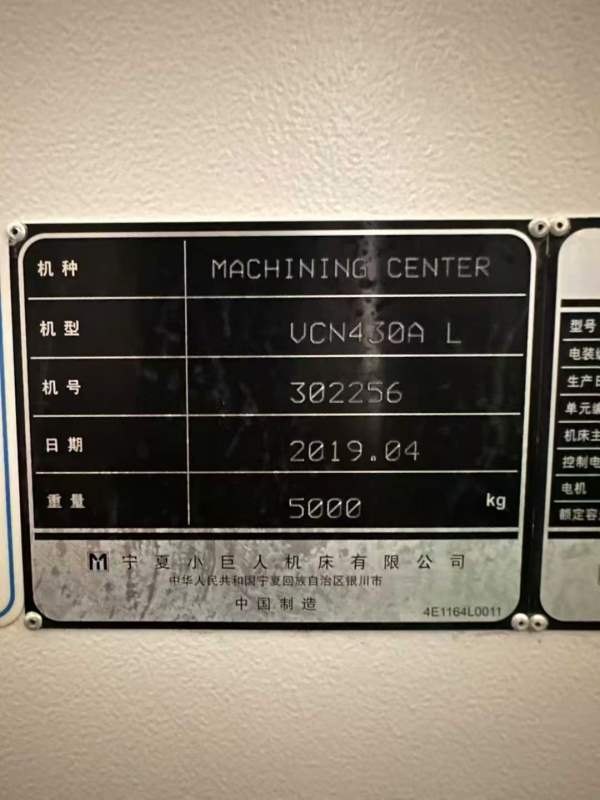 机种 MACHINING CENTER
机型 VCN430A L
机号 302256
日期 2019.04
重量 5000 kg
宁夏小巨人机床有限公司
中华人民共和国宁夏回族自治区银川市
中国制造
4E1164L0011
型号
电装
生产
单元
机床主
控制电
电机
额定容